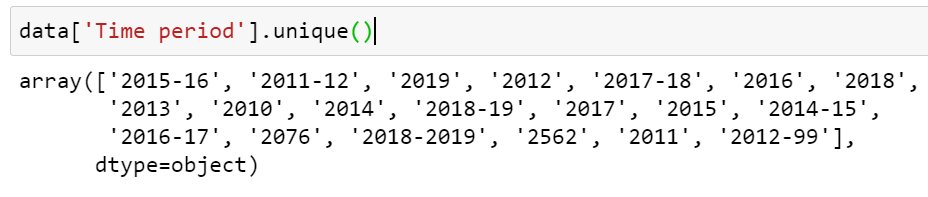 data['Time period'].unique()
array(['2015-16', '2011-12', '2019', '2012', '2017-18', '2016', '2018',
'2013', '2010', '2014', '2018-19', '2017', '2015', '2014-15',
'2016-17', '2076', '2018-2019', '2562', '2011', '2012-99'],
dtype=object)